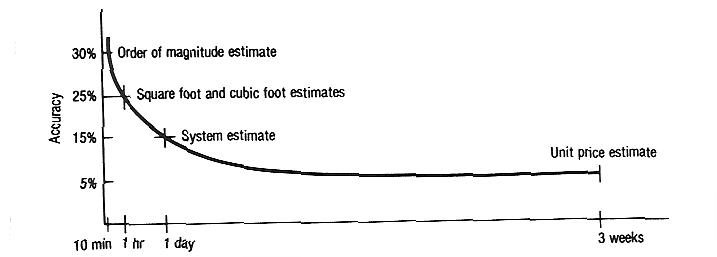 30%
Order of magnitude estimate
25%
Square foot and cubic foot estimates
Accuracy
15%
System estimate
Unit price estimate
5%
10 min 1 hr 1 day
3 weeks